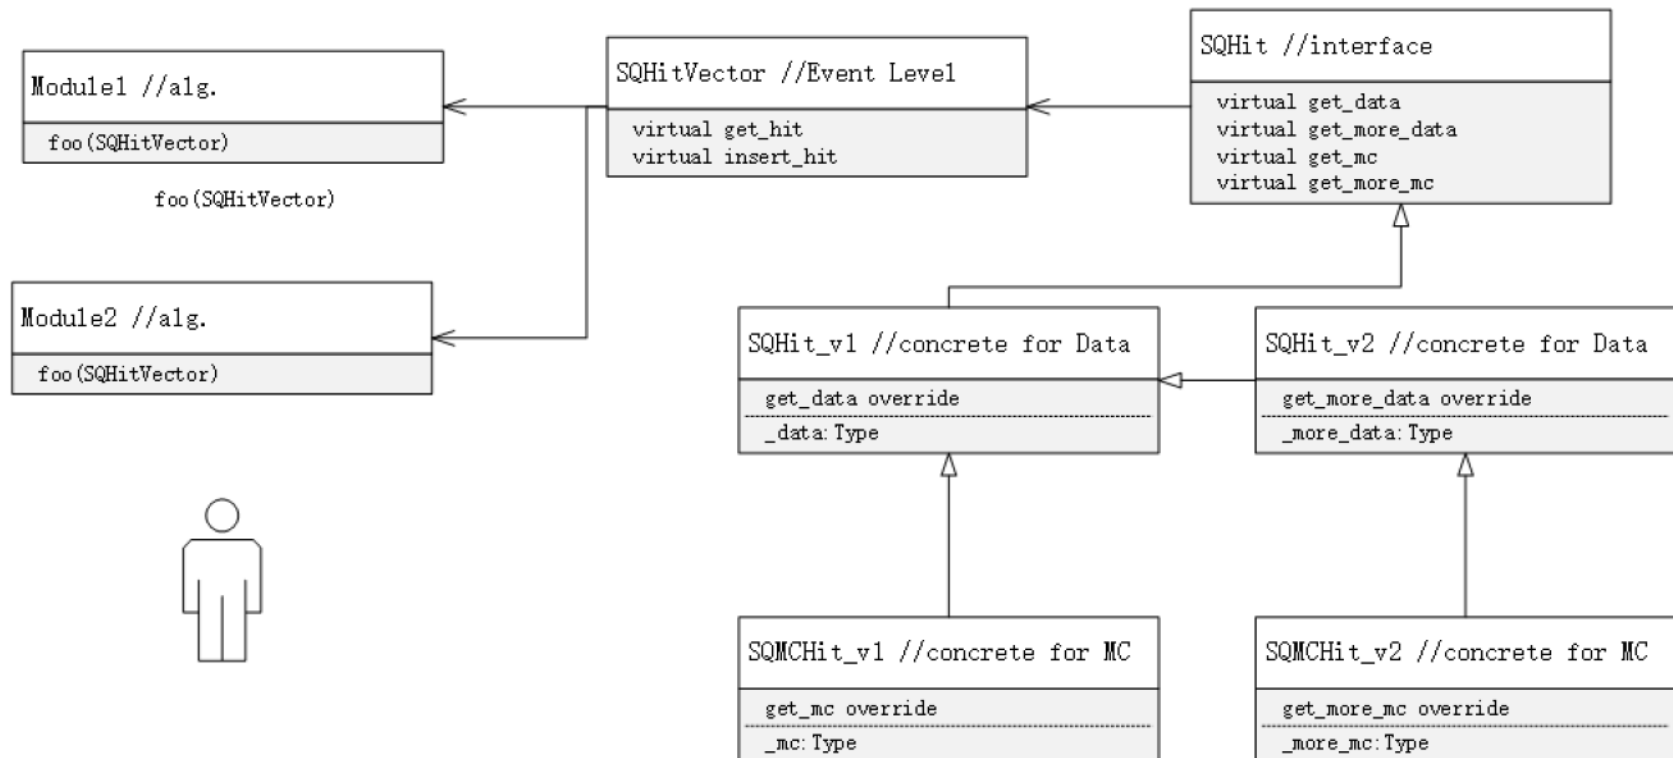 Module1 //alg.
foo(SQHitVector)
foo(SQHitVector)
Module2 //alg.
foo(SQHitVector)
SQHitVector //Event Level
virtual get_hit
virtual insert_hit
SQHit //interface
virtual get_data
virtual get_more_data
virtual get_mc
virtual get_more_mc
SQHit_v1 //concrete for Data
get_data override
_data:Type
SQHit_v2 //concrete for Data
get_more_data override
_more_data:Type
SQMCHit_v1 //concrete for MC
get_mc override
_mc:Type
SQMCHit_v2 //concrete for MC
get_more_mc override
_more_mc:Type